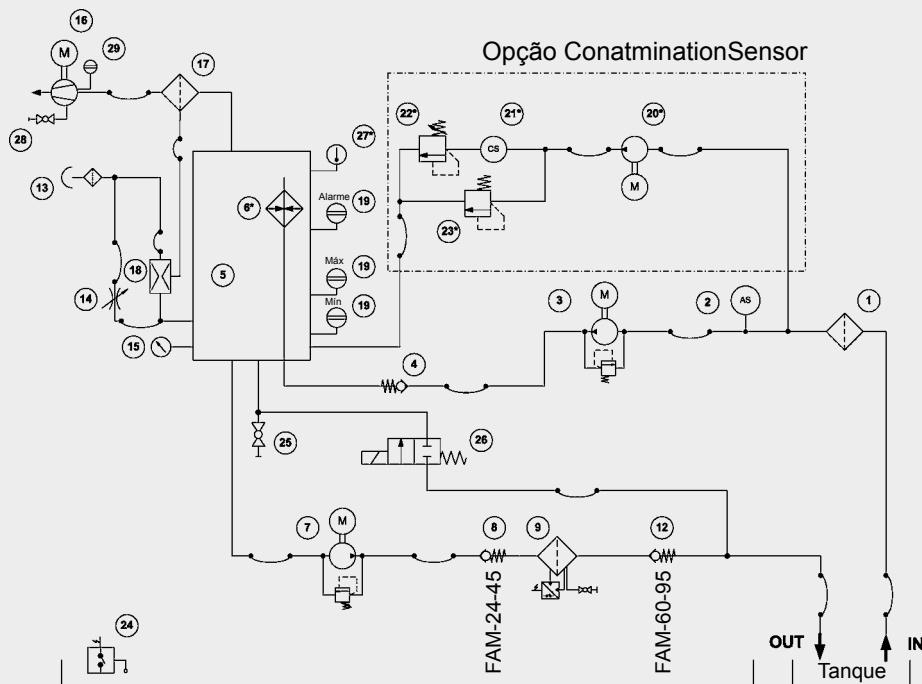 16
29
M
17
Opção ConatminationSensor
28
22*
21*
20*
27*
CS
M
13
6*
Alarme
19
23*
18
5
Máx
19
14
Mín
19
3
M
2
AS
1
15
4
25
26
7
M
8
9
12
FAM-24-45
FAM-60-95
24
OUT
IN
Tanque